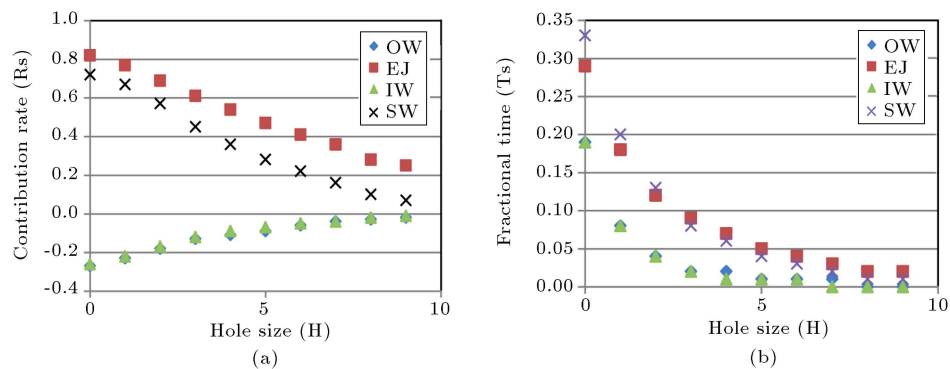 1.0
0.8
0.6
0.4
0.2
0.0
-0.2
-0.4
Contribution rate (Rs)
OW
EJ
IW
SW
0 5 10
Hole size (H)
(a)
0.35
0.30
0.25
0.20
0.15
0.10
0.05
0.00
Fractional time (Ts)
OW
EJ
IW
SW
0 5 10
Hole size (H)
(b)